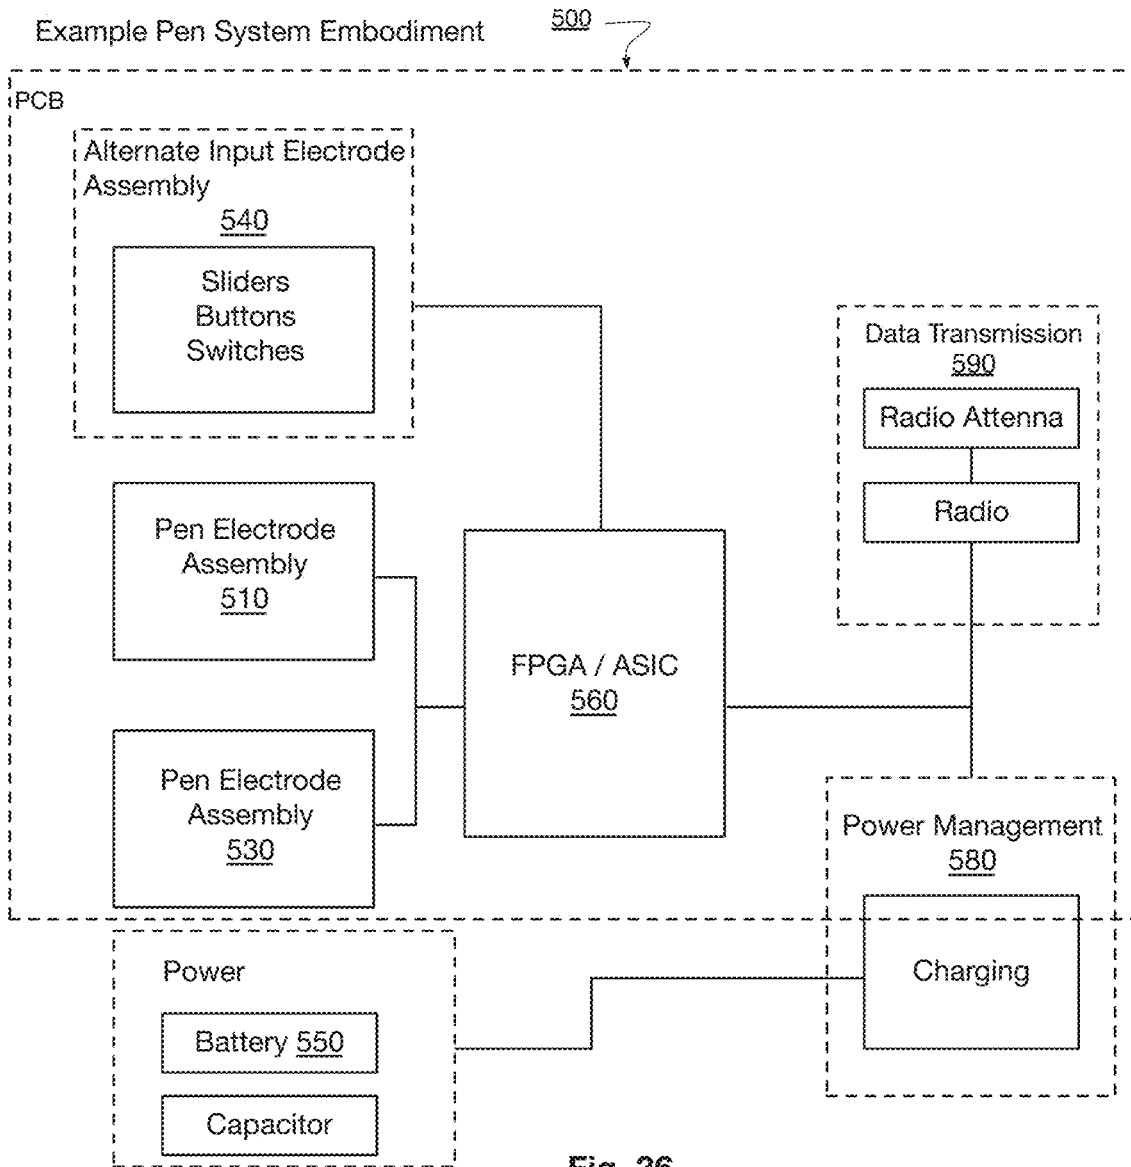 Example Pen System Embodiment
500
PCB
Alternate Input Electrode
Assembly
540
Sliders
Buttons
Switches
Data Transmission
590
Radio Attenna
Radio
Pen Electrode
Assembly
510
FPGA / ASIC
560
Pen Electrode
Assembly
530
Power Management
580
Charging
Power
Battery 550
Capacitor